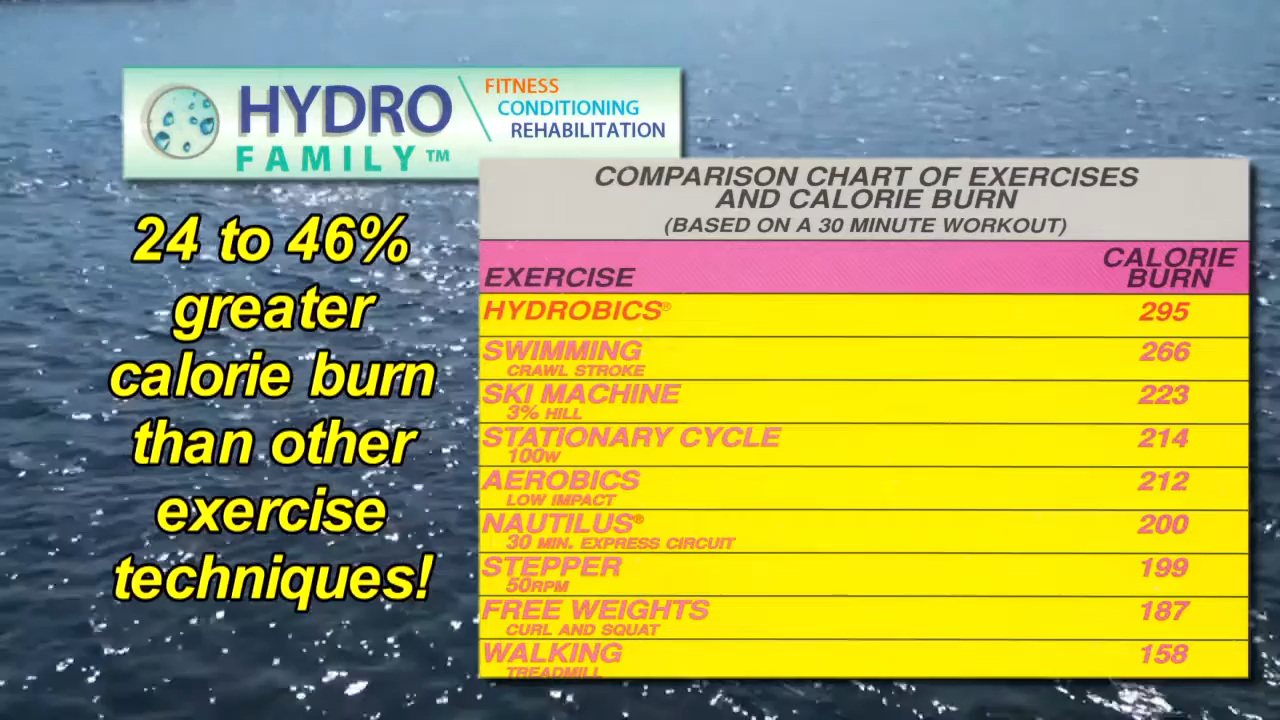 HYDRO
FAMILY™
FITNESS
CONDITIONING
REHABILITATION
24 to 46%
greater
calorie burn
than other
exercise
techniques!
COMPARISON CHART OF EXERCISES
AND CALORIE BURN
(BASED ON A 30 MINUTE WORKOUT)
EXERCISE CALORIE BURN
HYDROBICS® 295
SWIMMING 266
CRAWL STROKE
SKI MACHINE 223
3% HILL
STATIONARY CYCLE 214
100W
AEROBICS 212
LOW IMPACT
NAUTILUS® 200
30 MIN. EXPRESS CIRCUIT
STEPPER 199
50RPM
FREE WEIGHTS 187
CURL AND SQUAT
WALKING 158
TREADMILL